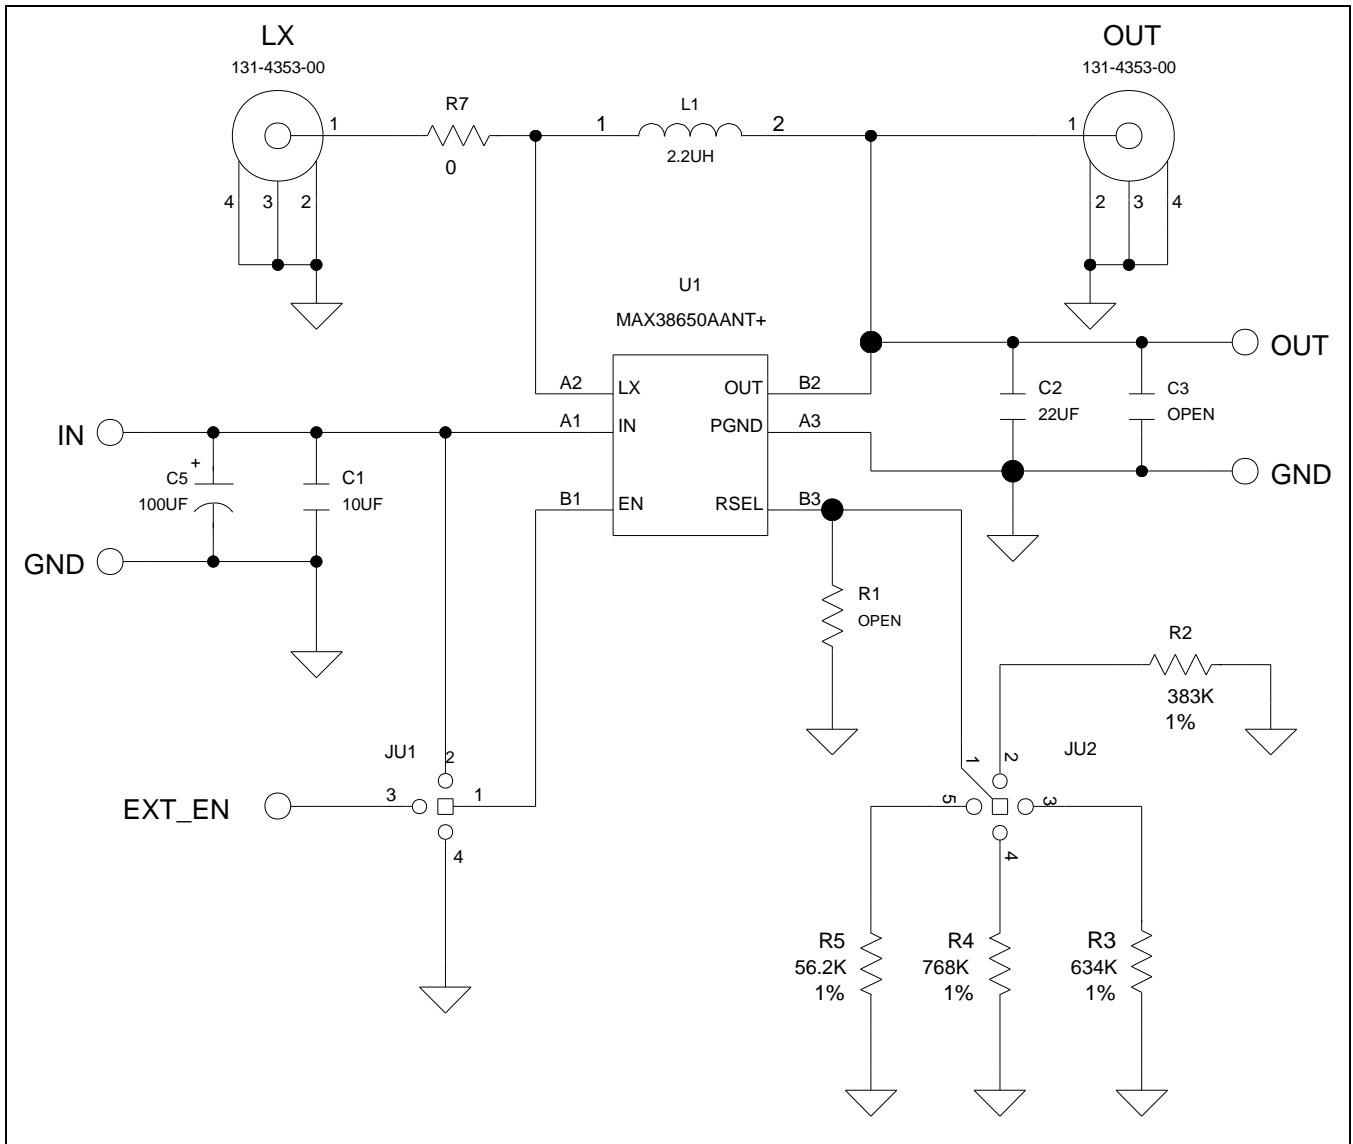 LX
131-4353-00
OUT
131-4353-00
1
R7
0
1
L1
2.2UH
2
1
4
3
2
2
3
4
U1
MAX38650AANT+
A2
LX
OUT
B2
A1
IN
PGND
A3
B1
EN
RSEL
B3
IN
+
C5
100UF
C1
10UF
GND
C2
22UF
C3
OPEN
OUT
GND
R1
OPEN
R2
383K
1%
JU1
2
3
1
4
EXT_EN
JU2
1
2
5
3
4
R5
56.2K
1%
R4
768K
1%
R3
634K
1%